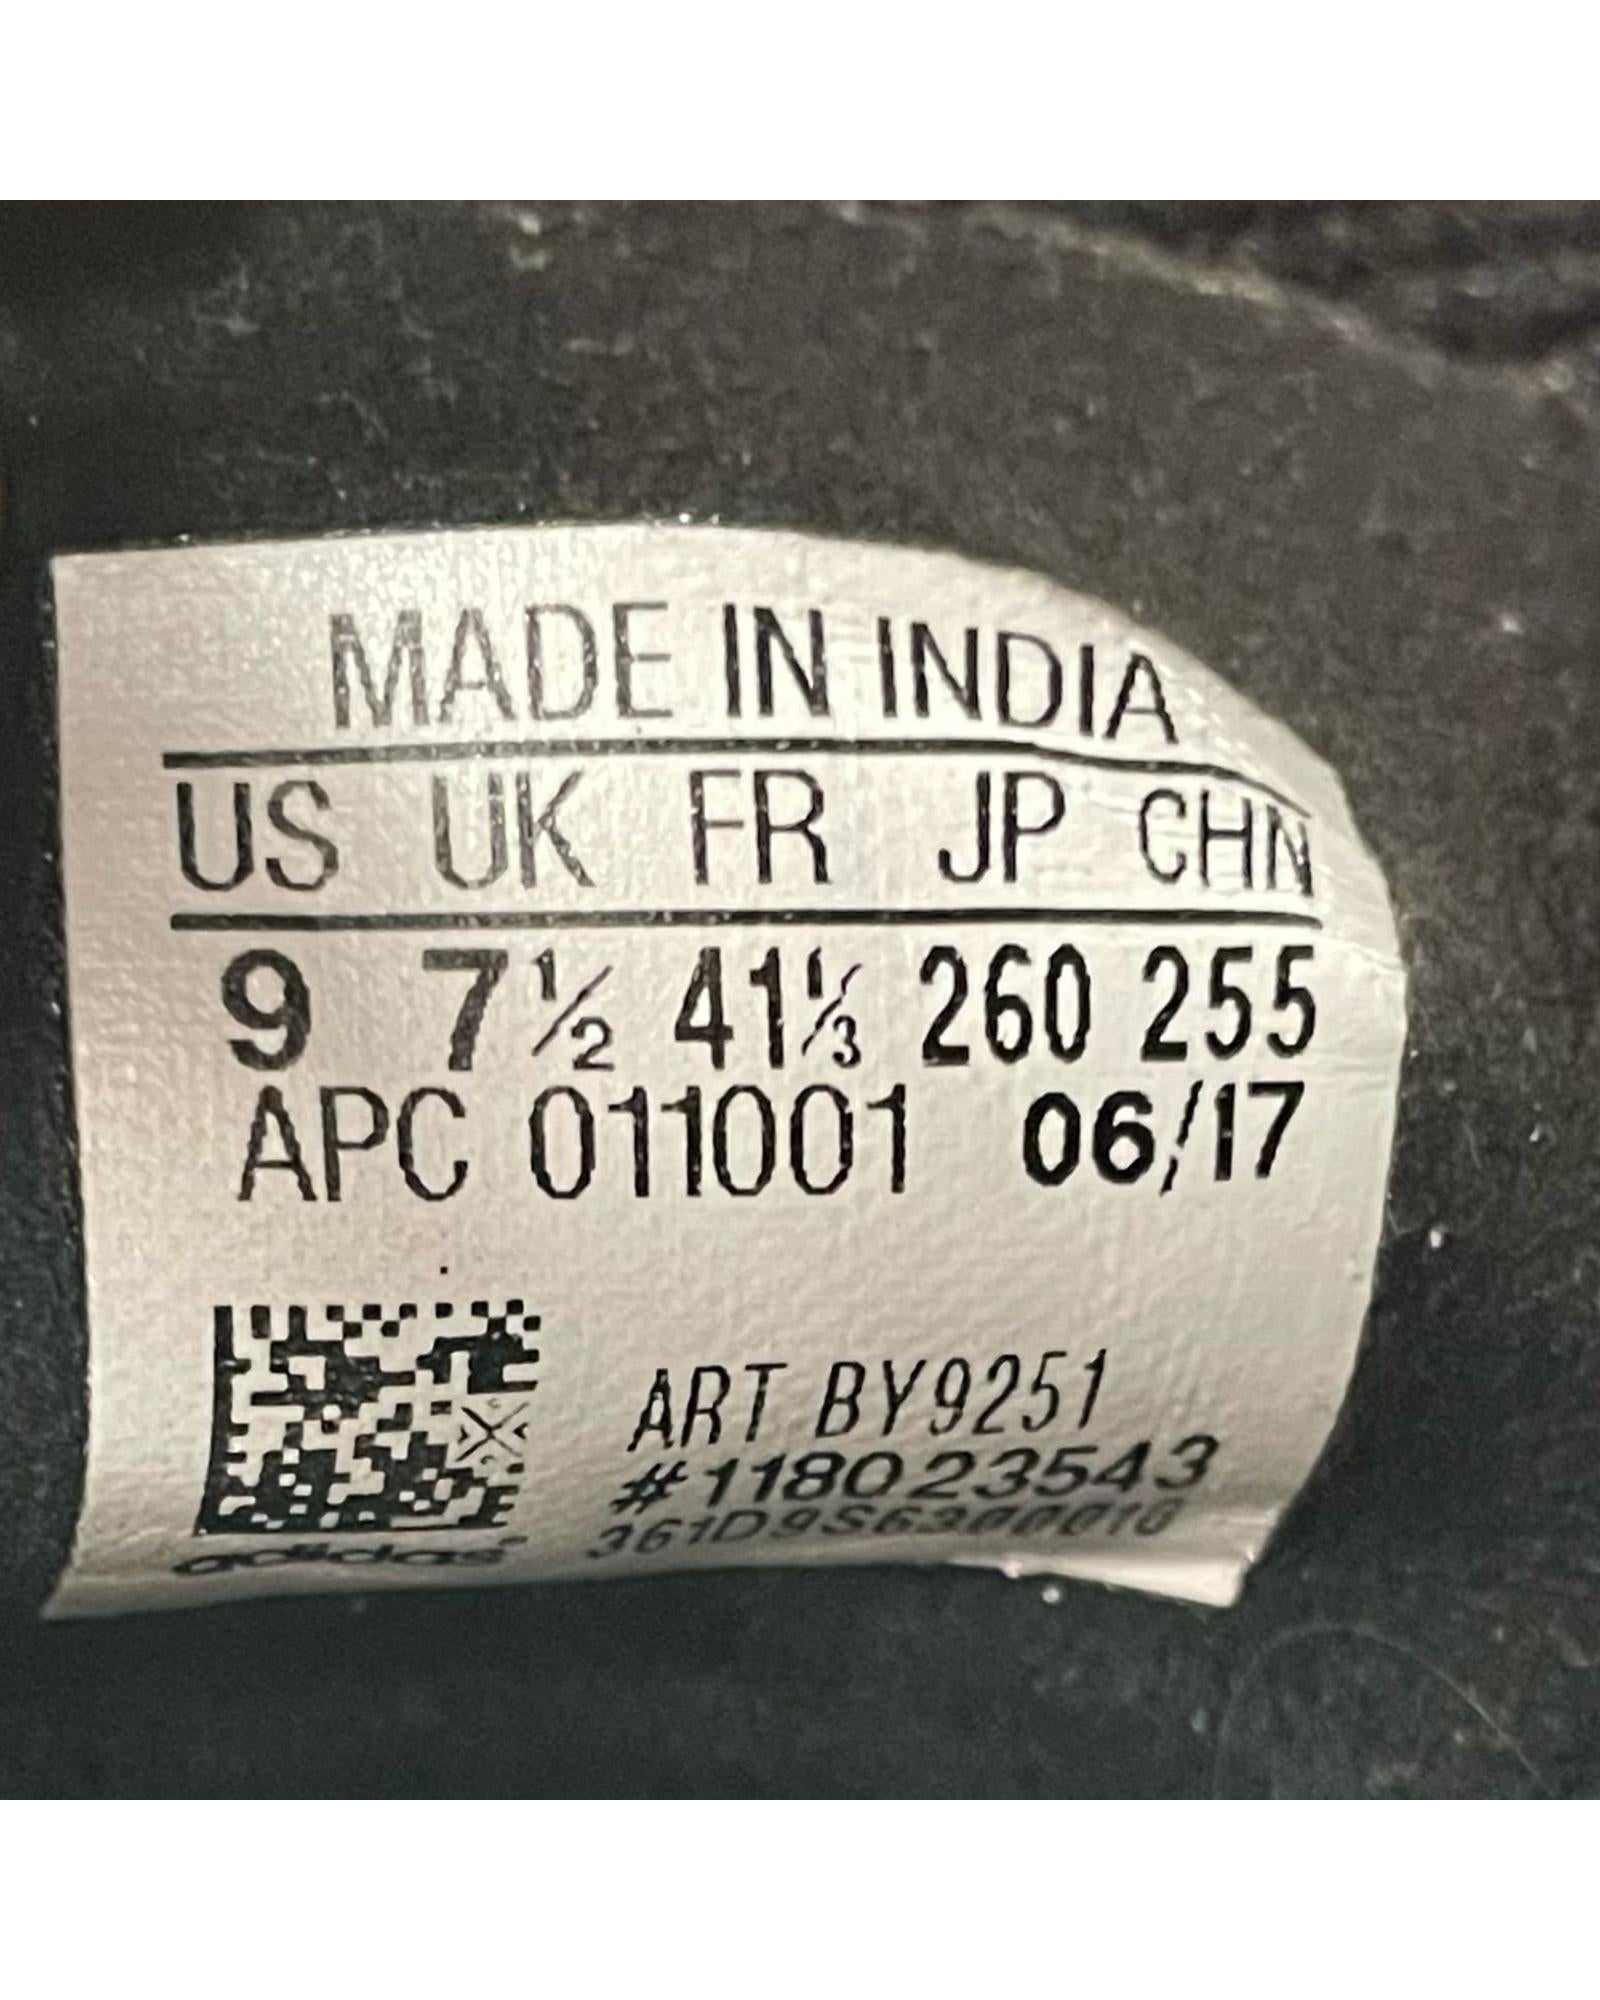 MADE IN INDIA
US UK FR JP CHN
9 7½ 41⅓ 260 255
APC 011001 06/17
ART BY9251
#118023543
361D9S6300010
adidas